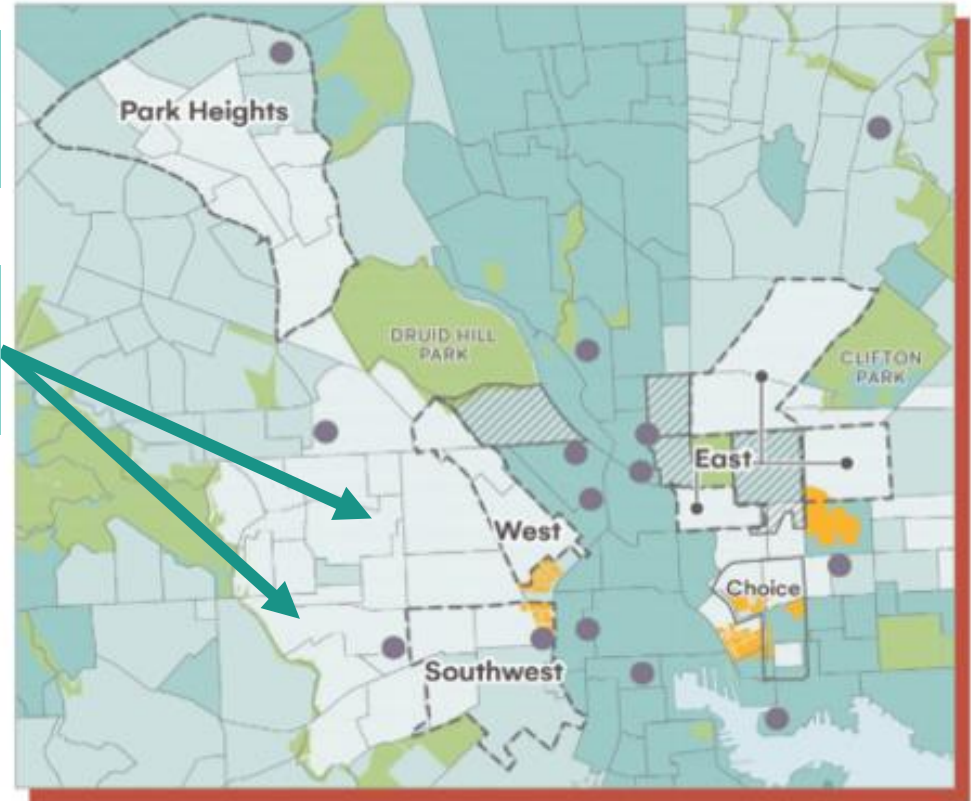 Park Heights
DRUID HILL
PARK
CLIFTON
PARK
East
West
Choice
Southwest